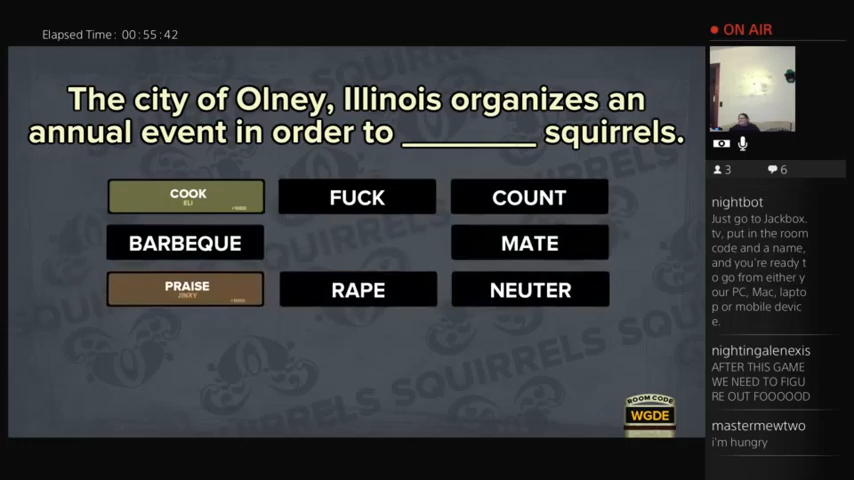 Elapsed Time: 00:55:42
ON AIR
The city of Olney, Illinois organizes an
annual event in order to ________ squirrels.
COOK
ELI
FUCK
COUNT
BARBEQUE
MATE
PRAISE
JINXY
RAPE
NEUTER
SQUIRRELS SQUIRRELS
ROOM CODE
WGDE
3
6
nightbot
Just go to Jackbox.
tv, put in the room
code and a name,
and you're ready t
o go from either y
our PC, Mac, lapto
p or mobile devic
e.
nightingalenexis
AFTER THIS GAME
WE NEED TO FIGU
RE OUT FOOOOOD
mastermewtwo
i'm hungry